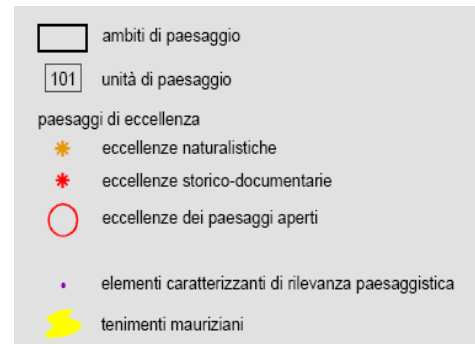 ambiti di paesaggio
101 unità di paesaggio
paesaggi di eccellenza
eccellenze naturalistiche
eccellenze storico-documentarie
eccellenze dei paesaggi aperti
elementi caratterizzanti di rilevanza paesaggistica
tenimenti mauriziani